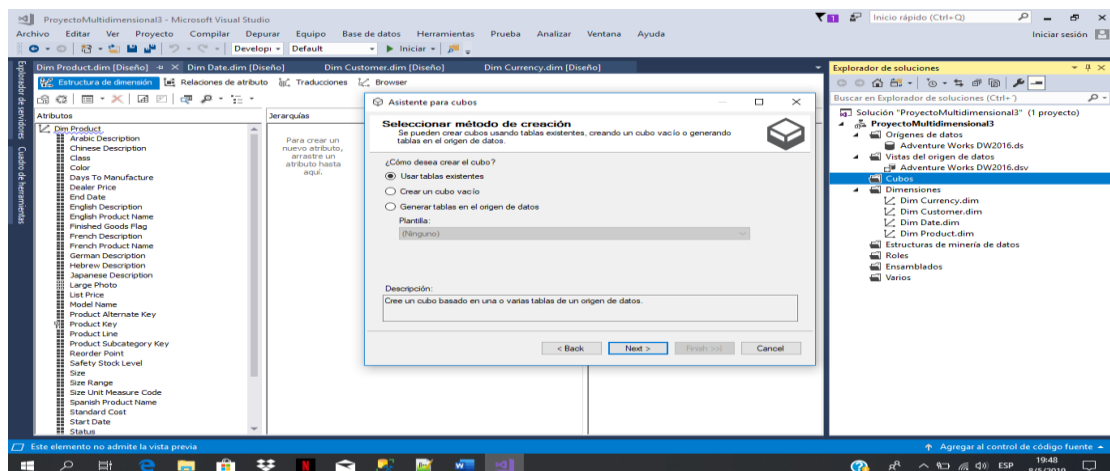 ProyectoMultidimensional3 - Microsoft Visual Studio
1
Inicio rápido (Ctrl+Q)
Archivo Editar Ver Proyecto Compilar Depurar Equipo Base de datos Herramientas Prueba Analizar Ventana Ayuda
Iniciar sesión
Develop Default Iniciar
Explorador de servidores
Cuadro de herramientas
Dim Product.dim [Diseño] Dim Date.dim [Diseño] Dim Customer.dim [Diseño] Dim Currency.dim [Diseño]
Estructura de dimensión Relaciones de atributo Traducciones Browser
Atributos
Dim Product
Arabic Description
Chinese Description
Class
Color
Days To Manufacture
Dealer Price
End Date
English Description
English Product Name
Finished Goods Flag
French Description
French Product Name
German Description
Hebrew Description
Japanese Description
Large Photo
List Price
Model Name
Product Alternate Key
Product Key
Product Line
Product Subcategory Key
Reorder Point
Safety Stock Level
Size
Size Range
Size Unit Measure Code
Spanish Product Name
Standard Cost
Start Date
Status
Jerarquías
Para crear un
nuevo atributo,
arrastre un
atributo hasta
aquí.
Asistente para cubos
Seleccionar método de creación
Se pueden crear cubos usando tablas existentes, creando un cubo vacío o generando
tablas en el origen de datos.
¿Cómo desea crear el cubo?
Usar tablas existentes
Crear un cubo vacío
Generar tablas en el origen de datos
Plantilla:
(Ninguno)
Descripción:
Cree un cubo basado en una o varias tablas de un origen de datos.
< Back Next > Finish >>| Cancel
Explorador de soluciones
Buscar en Explorador de soluciones (Ctrl+´)
Solución "ProyectoMultidimensional3" (1 proyecto)
ProyectoMultidimensional3
Orígenes de datos
Adventure Works DW2016.ds
Vistas del origen de datos
Adventure Works DW2016.dsv
Cubos
Dimensiones
Dim Currency.dim
Dim Customer.dim
Dim Date.dim
Dim Product.dim
Estructuras de minería de datos
Roles
Ensamblados
Varios
Este elemento no admite la vista previa
Agregar al control de código fuente
ESP
19:48
8/5/2019